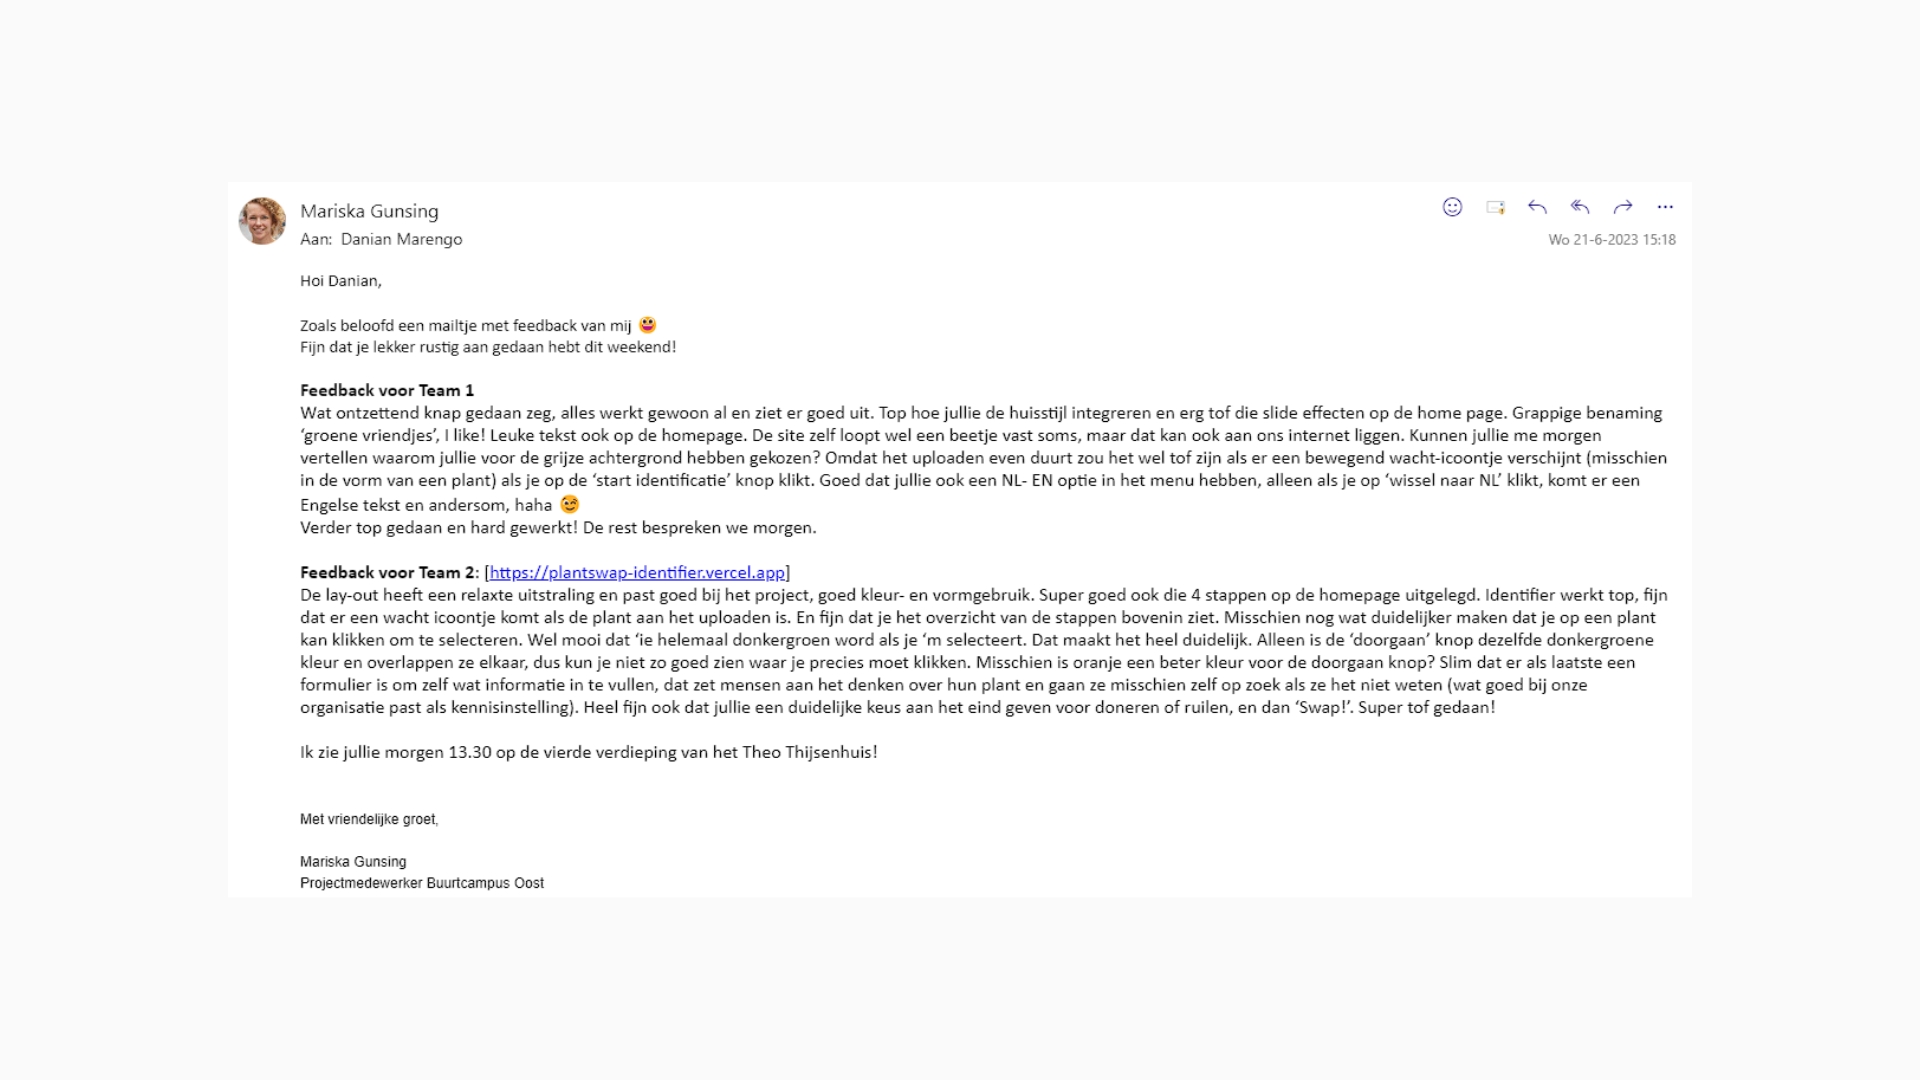 Mariska Gunsing
Aan: Danian Marengo
Wo 21-6-2023 15:18
Hoi Danian,
Zoals beloofd een mailtje met feedback van mij 😀
Fijn dat je lekker rustig aan gedaan hebt dit weekend!
Feedback voor Team 1
Wat ontzettend knap gedaan zeg, alles werkt gewoon al en ziet er goed uit. Top hoe jullie de huisstijl integreren en erg tof die slide effecten op de home page. Grappige benaming
‘groene vriendjes’, I like! Leuke tekst ook op de homepage. De site zelf loopt wel een beetje vast soms, maar dat kan ook aan ons internet liggen. Kunnen jullie me morgen
vertellen waarom jullie voor de grijze achtergrond hebben gekozen? Omdat het uploaden even duurt zou het wel tof zijn als er een bewegend wacht-icoontje verschijnt (misschien
in de vorm van een plant) als je op de ‘start identificatie’ knop klikt. Goed dat jullie ook een NL- EN optie in het menu hebben, alleen als je op ‘wissel naar NL’ klikt, komt er een
Engelse tekst en andersom, haha 😉
Verder top gedaan en hard gewerkt! De rest bespreken we morgen.
Feedback voor Team 2: [https://plantswap-identifier.vercel.app]
De lay-out heeft een relaxte uitstraling en past goed bij het project, goed kleur- en vormgebruik. Super goed ook die 4 stappen op de homepage uitgelegd. Identifier werkt top, fijn
dat er een wacht icoontje komt als de plant aan het uploaden is. En fijn dat je het overzicht van de stappen bovenin ziet. Misschien nog wat duidelijker maken dat je op een plant
kan klikken om te selecteren. Wel mooi dat ‘ie helemaal donkergroen word als je ‘m selecteert. Dat maakt het heel duidelijk. Alleen is de ‘doorgaan’ knop dezelfde donkergroene
kleur en overlappen ze elkaar, dus kun je niet zo goed zien waar je precies moet klikken. Misschien is oranje een beter kleur voor de doorgaan knop? Slim dat er als laatste een
formulier is om zelf wat informatie in te vullen, dat zet mensen aan het denken over hun plant en gaan ze misschien zelf op zoek als ze het niet weten (wat goed bij onze
organisatie past als kennisinstelling). Heel fijn ook dat jullie een duidelijke keus aan het eind geven voor doneren of ruilen, en dan ‘Swap!’. Super tof gedaan!
Ik zie jullie morgen 13.30 op de vierde verdieping van het Theo Thijsenhuis!
Met vriendelijke groet,
Mariska Gunsing
Projectmedewerker Buurtcampus Oost